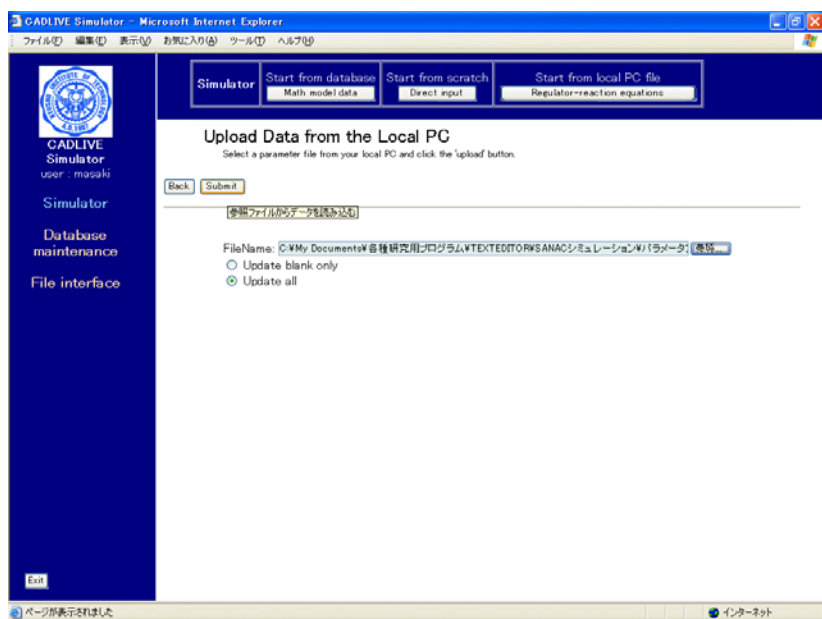 CADLIVE Simulator - Microsoft Internet Explorer
ファイル(F) 編集(E) 表示(V) お気に入り(A) ツール(T) ヘルプ(H)
Simulator
Start from database
Math model data
Start from scratch
Direct input
Start from local PC file
Regulator-reaction equations
CADLIVE
Simulator
user : masaki
Simulator
Database
maintenance
File interface
Exit
Upload Data from the Local PC
Select a parameter file from your local PC and click the 'upload' button.
Back Submit
参照ファイルからデータを読み込む
FileName: C:¥My Documents¥各種研究用プログラム¥TEXTEDITOR¥SANACシミュレーション¥パラメータ 参照...
Update blank only
Update all
ページが表示されました インターネット